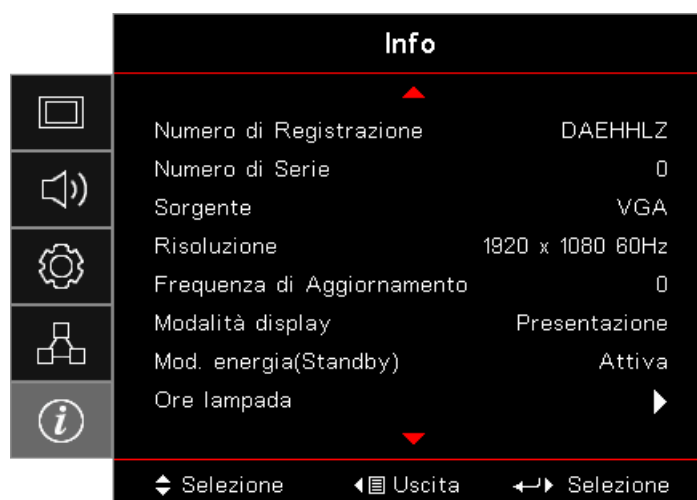 Info
Numero di Registrazione DAEHHLZ
Numero di Serie 0
Sorgente VGA
Risoluzione 1920 x 1080 60Hz
Frequenza di Aggiornamento 0
Modalità display Presentazione
Mod. energia(Standby) Attiva
Ore lampada
Selezione Uscita Selezione